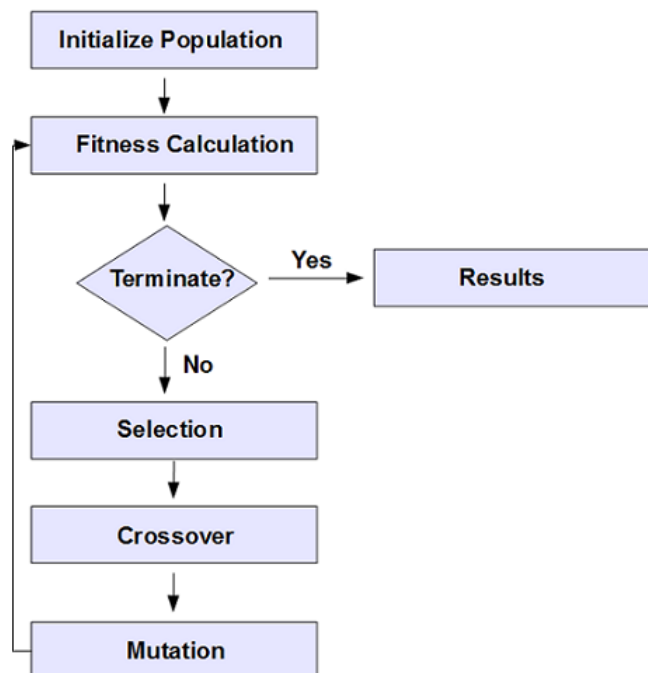 Initialize Population
Fitness Calculation
Terminate?
Yes
Results
No
Selection
Crossover
Mutation